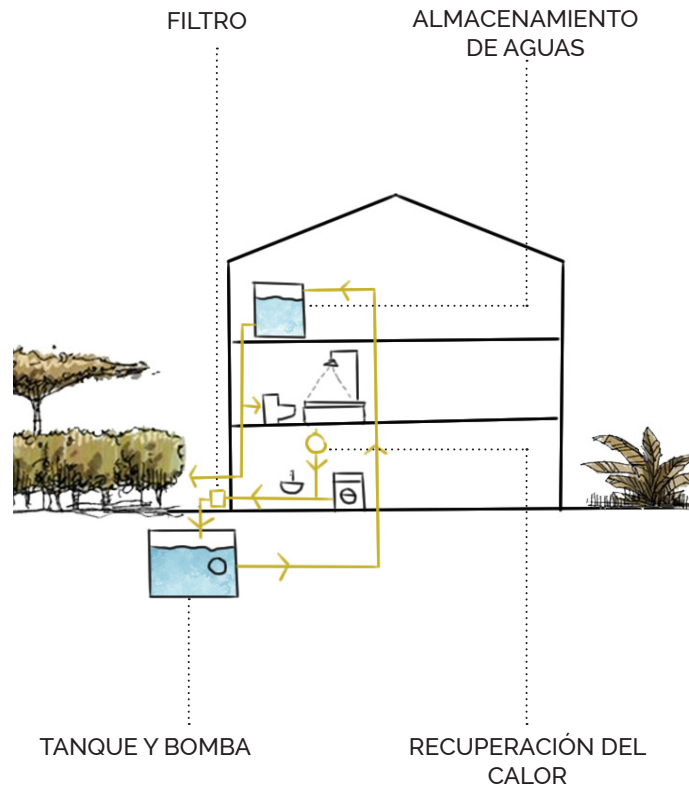 FILTRO
ALMACENAMIENTO
DE AGUAS
TANQUE Y BOMBA
RECUPERACIÓN DEL
CALOR